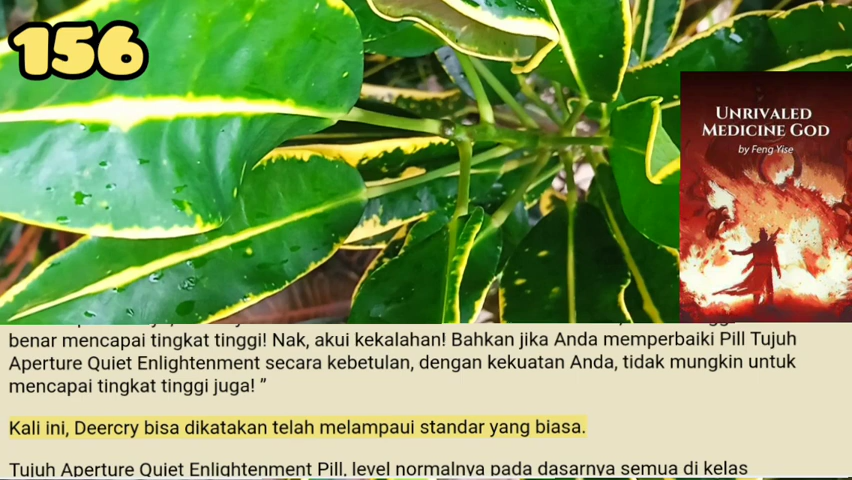 156
UNRIVALED
MEDICINE GOD
by Feng Yise
benar mencapai tingkat tinggi! Nak, akui kekalahan! Bahkan jika Anda memperbaiki Pill Tujuh
Aperture Quiet Enlightenment secara kebetulan, dengan kekuatan Anda, tidak mungkin untuk
mencapai tingkat tinggi juga! ”
Kali ini, Deercry bisa dikatakan telah melampaui standar yang biasa.
Tujuh Aperture Quiet Enlightenment Pill, level normalnya pada dasarnya semua di kelas